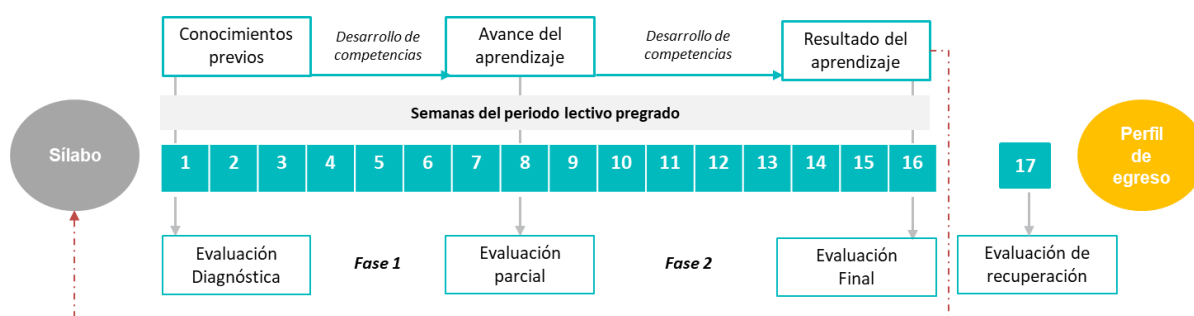 Conocimientos
previos
Desarrollo de
competencias
Avance del
aprendizaje
Desarrollo de
competencias
Resultado del
aprendizaje
Semanas del periodo lectivo pregrado
Sílabo
1 2 3 4 5 6 7 8 9 10 11 12 13 14 15 16
17
Perfil
de
egreso
Evaluación
Diagnóstica
Fase 1
Evaluación
parcial
Fase 2
Evaluación
Final
Evaluación de
recuperación